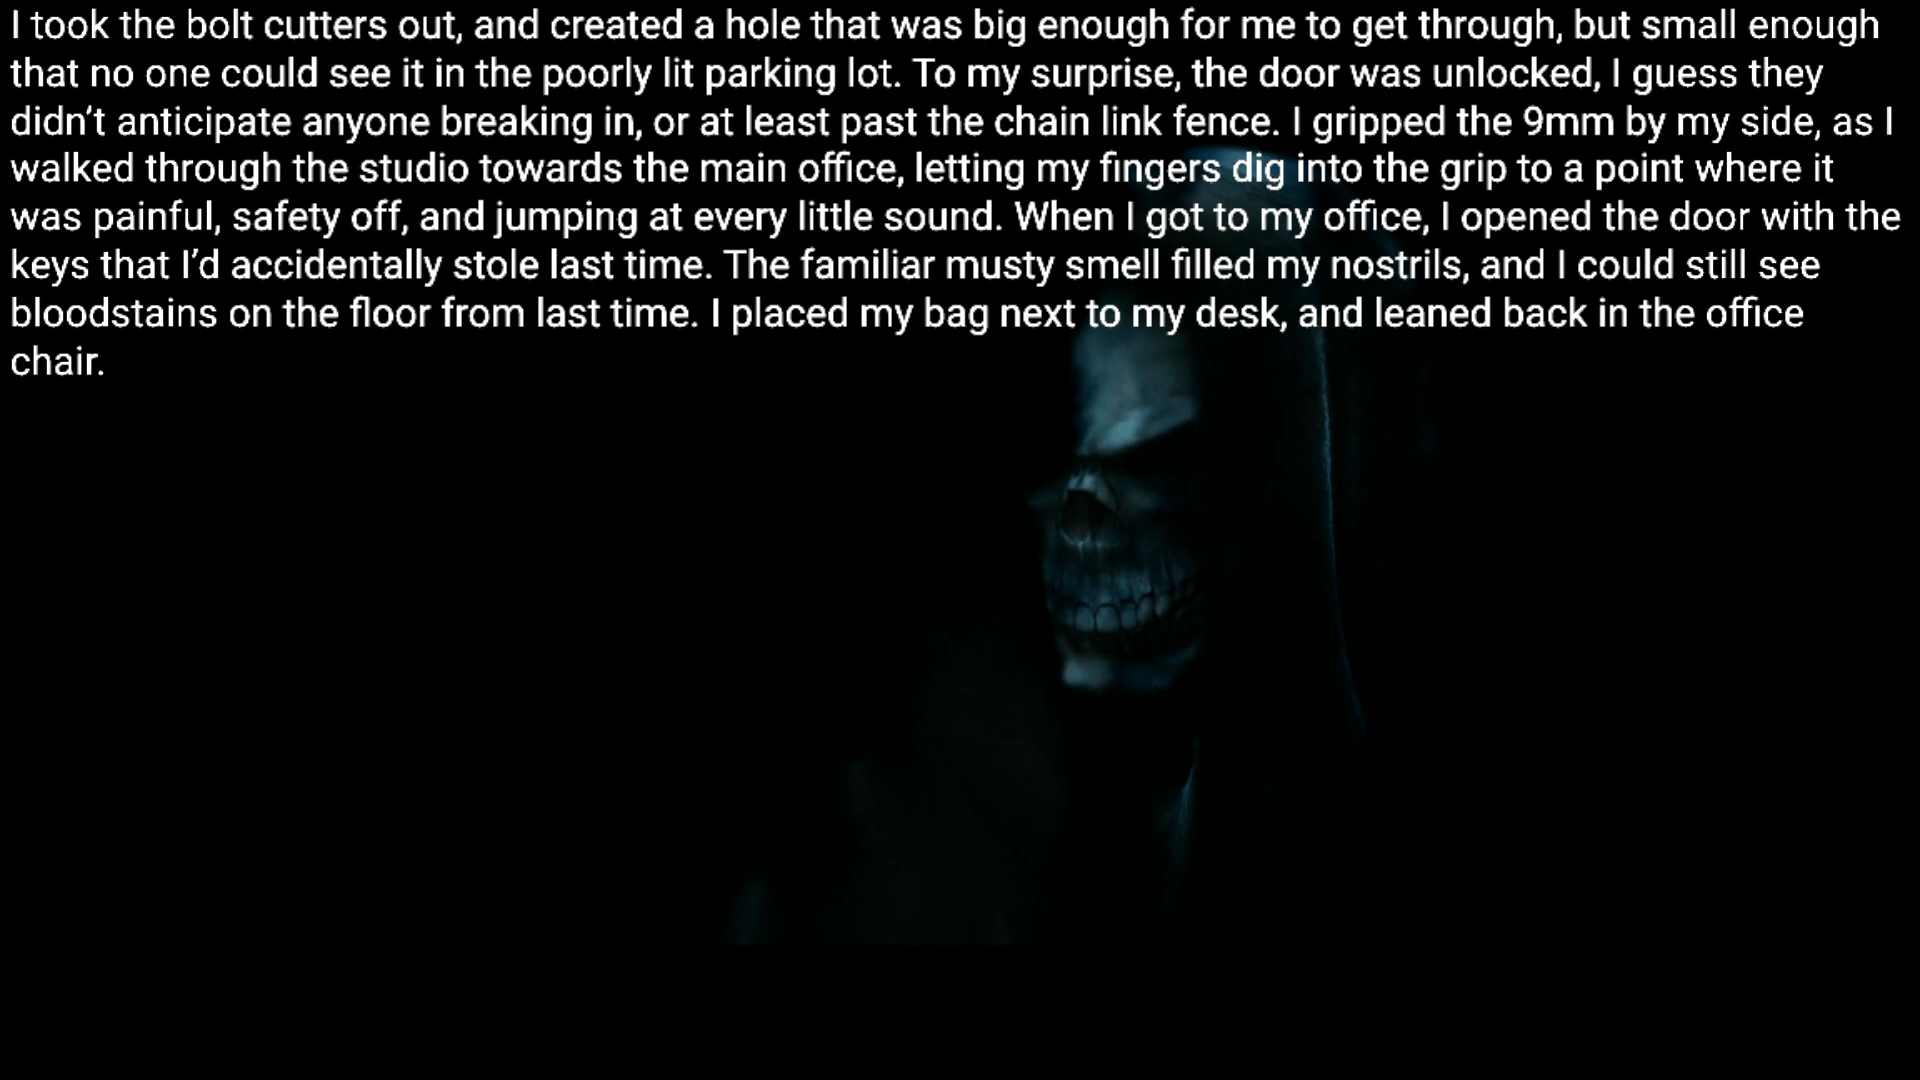 I took the bolt cutters out, and created a hole that was big enough for me to get through, but small enough
that no one could see it in the poorly lit parking lot. To my surprise, the door was unlocked, I guess they
didn’t anticipate anyone breaking in, or at least past the chain link fence. I gripped the 9mm by my side, as I
walked through the studio towards the main office, letting my fingers dig into the grip to a point where it
was painful, safety off, and jumping at every little sound. When I got to my office, I opened the door with the
keys that I’d accidentally stole last time. The familiar musty smell filled my nostrils, and I could still see
bloodstains on the floor from last time. I placed my bag next to my desk, and leaned back in the office
chair.